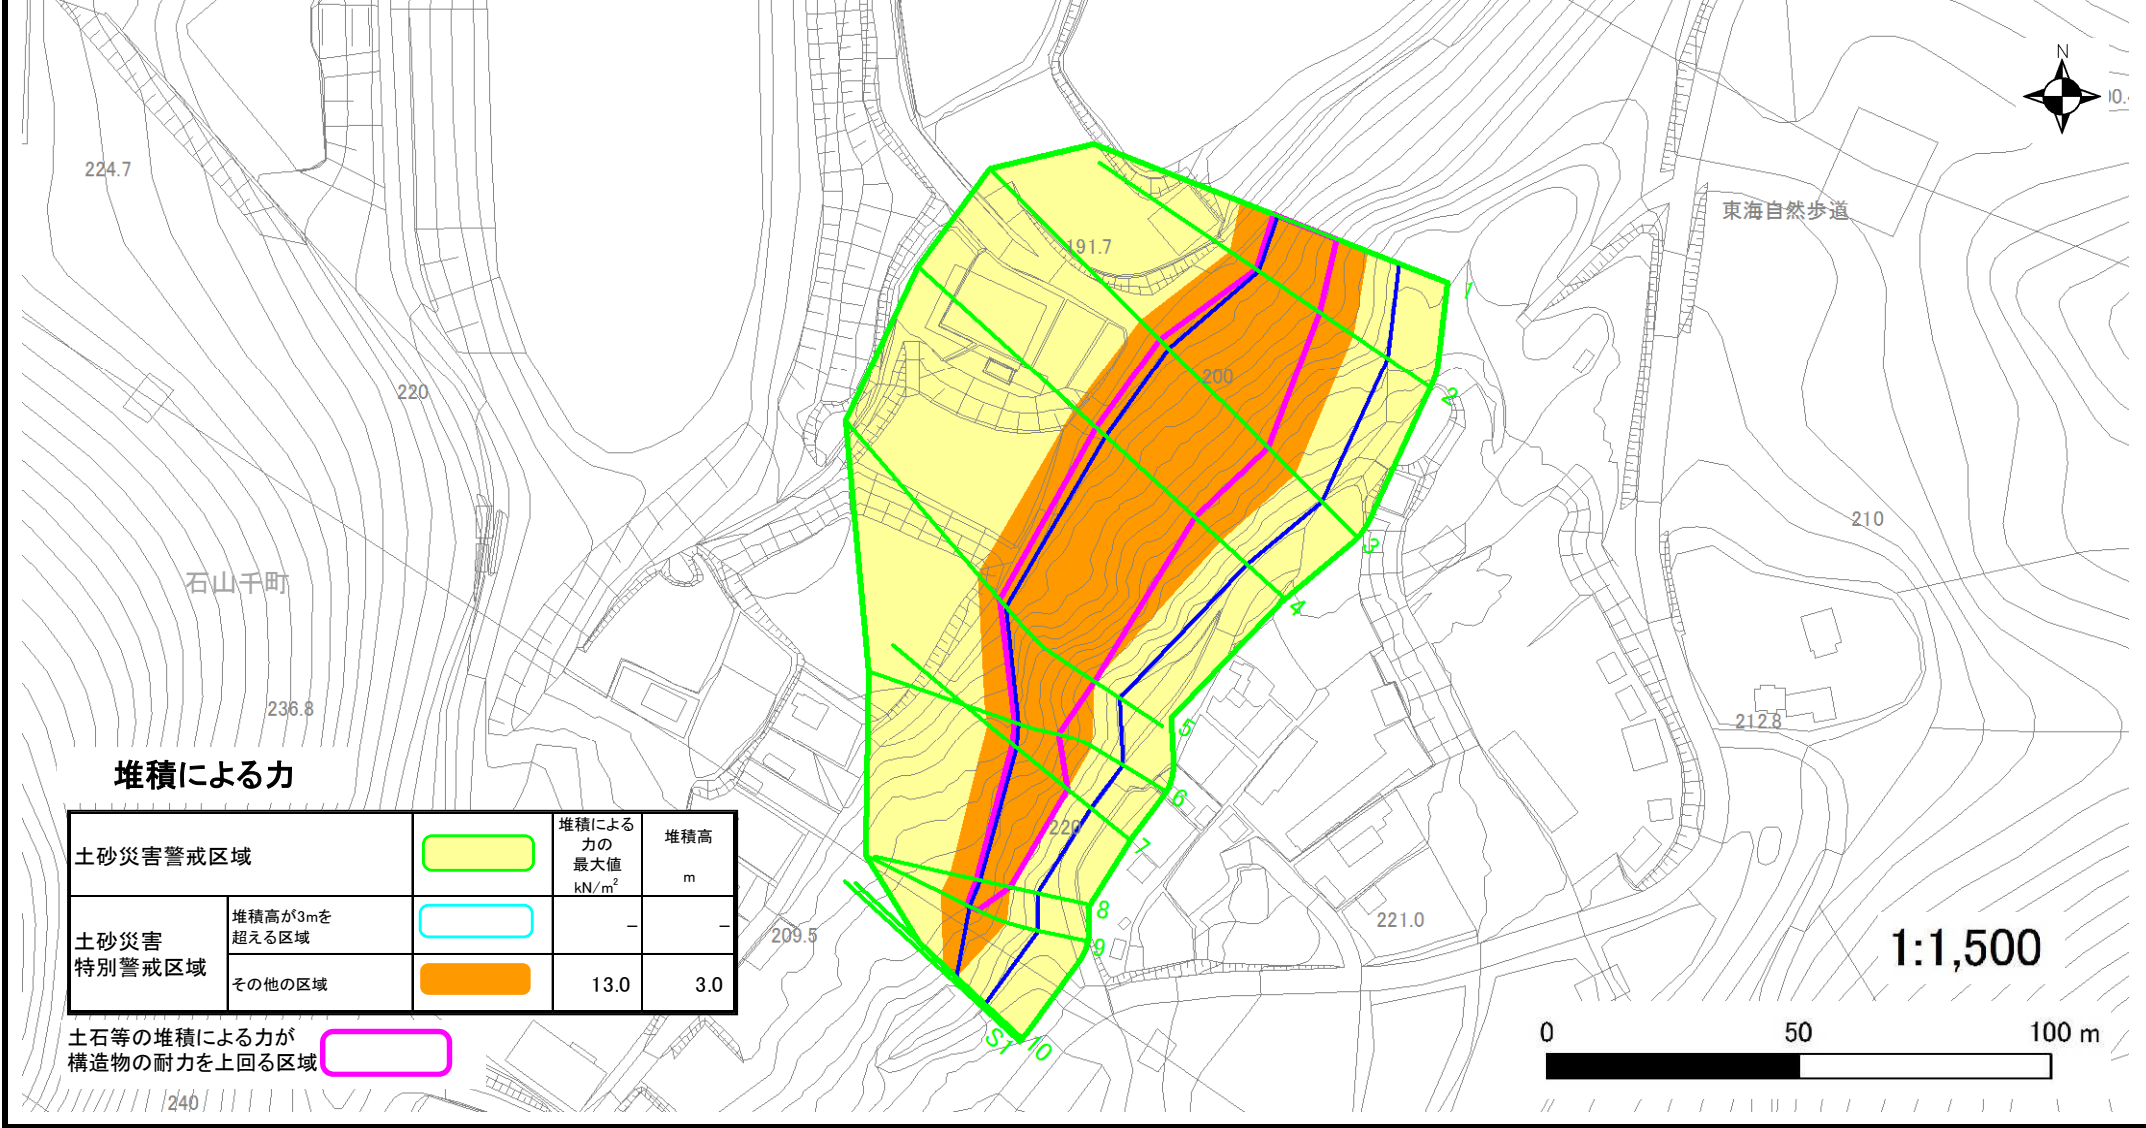 N
00.
224.7
東海自然歩道
191.7
1
220
200
2
210
3
石山千町
4
236.8
5
212.8
6
220
7
8
221.0
9
209.5
S1
10
240
堆積による力
土砂災害警戒区域
堆積による
力の
最大値
kN/m²
堆積高
m
土砂災害
特別警戒区域
堆積高が3mを
超える区域
–
–
その他の区域
13.0
3.0
土石等の堆積による力が
構造物の耐力を上回る区域
1:1,500
0
50
100 m